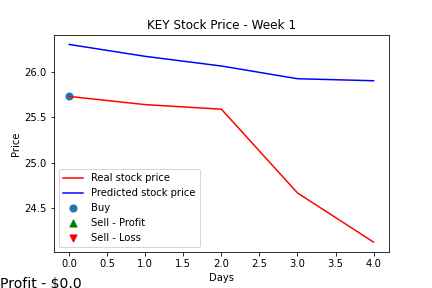 KEY Stock Price - Week 1
Price
26.0
25.5
25.0
24.5
Real stock price
Predicted stock price
Buy
Sell - Profit
Sell - Loss
0.0 0.5 1.0 1.5 2.0 2.5 3.0 3.5 4.0
Days
Profit - $0.0